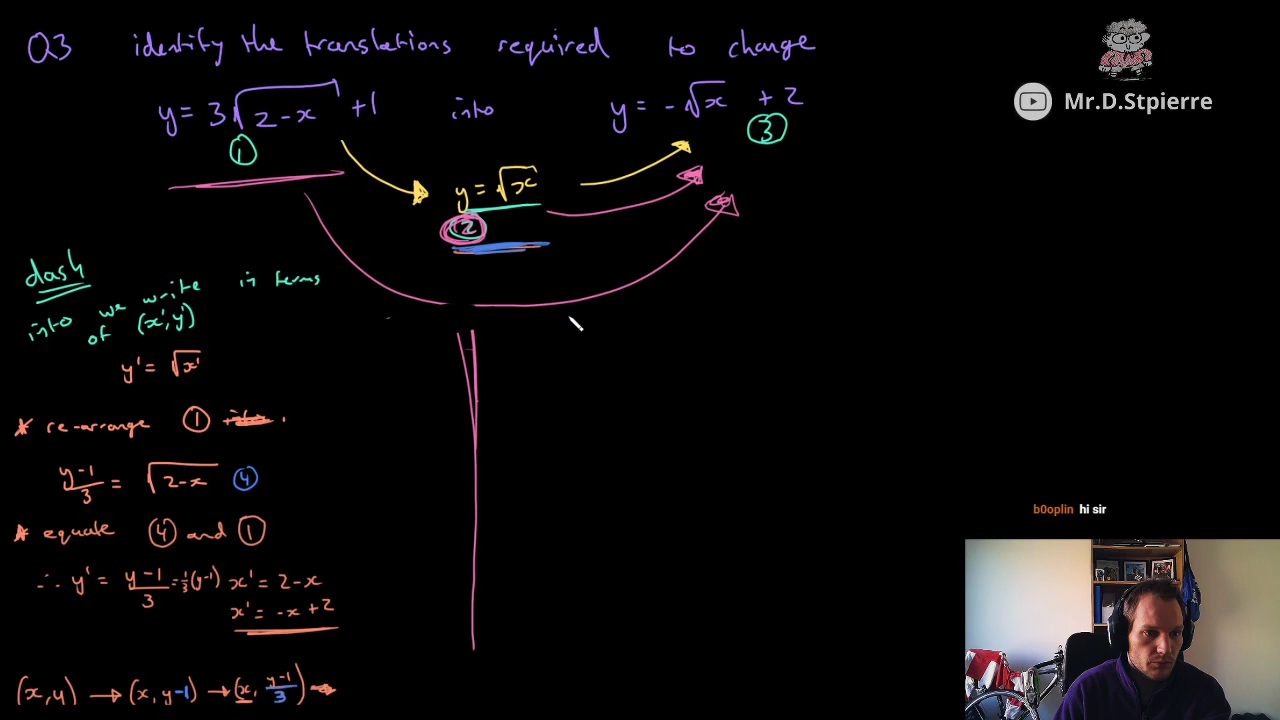 Q3 identify the translations required to change
y = 3√(2-x) +1 into y = -√x + 2
① ③
y = √x
②
dash
into we write in terms
of (x', y')
y' = √x'
* re-arrange ①
(y-1)/3 = √(2-x) ④
* equate ④ and ①
∴ y' = (y-1)/3 = 1/3(y-1) x' = 2-x
x' = -x + 2
(x,y) → (x, y-1) → (x, (y-1)/3) →
Mr.D.Stpierre
b0oplin hi sir